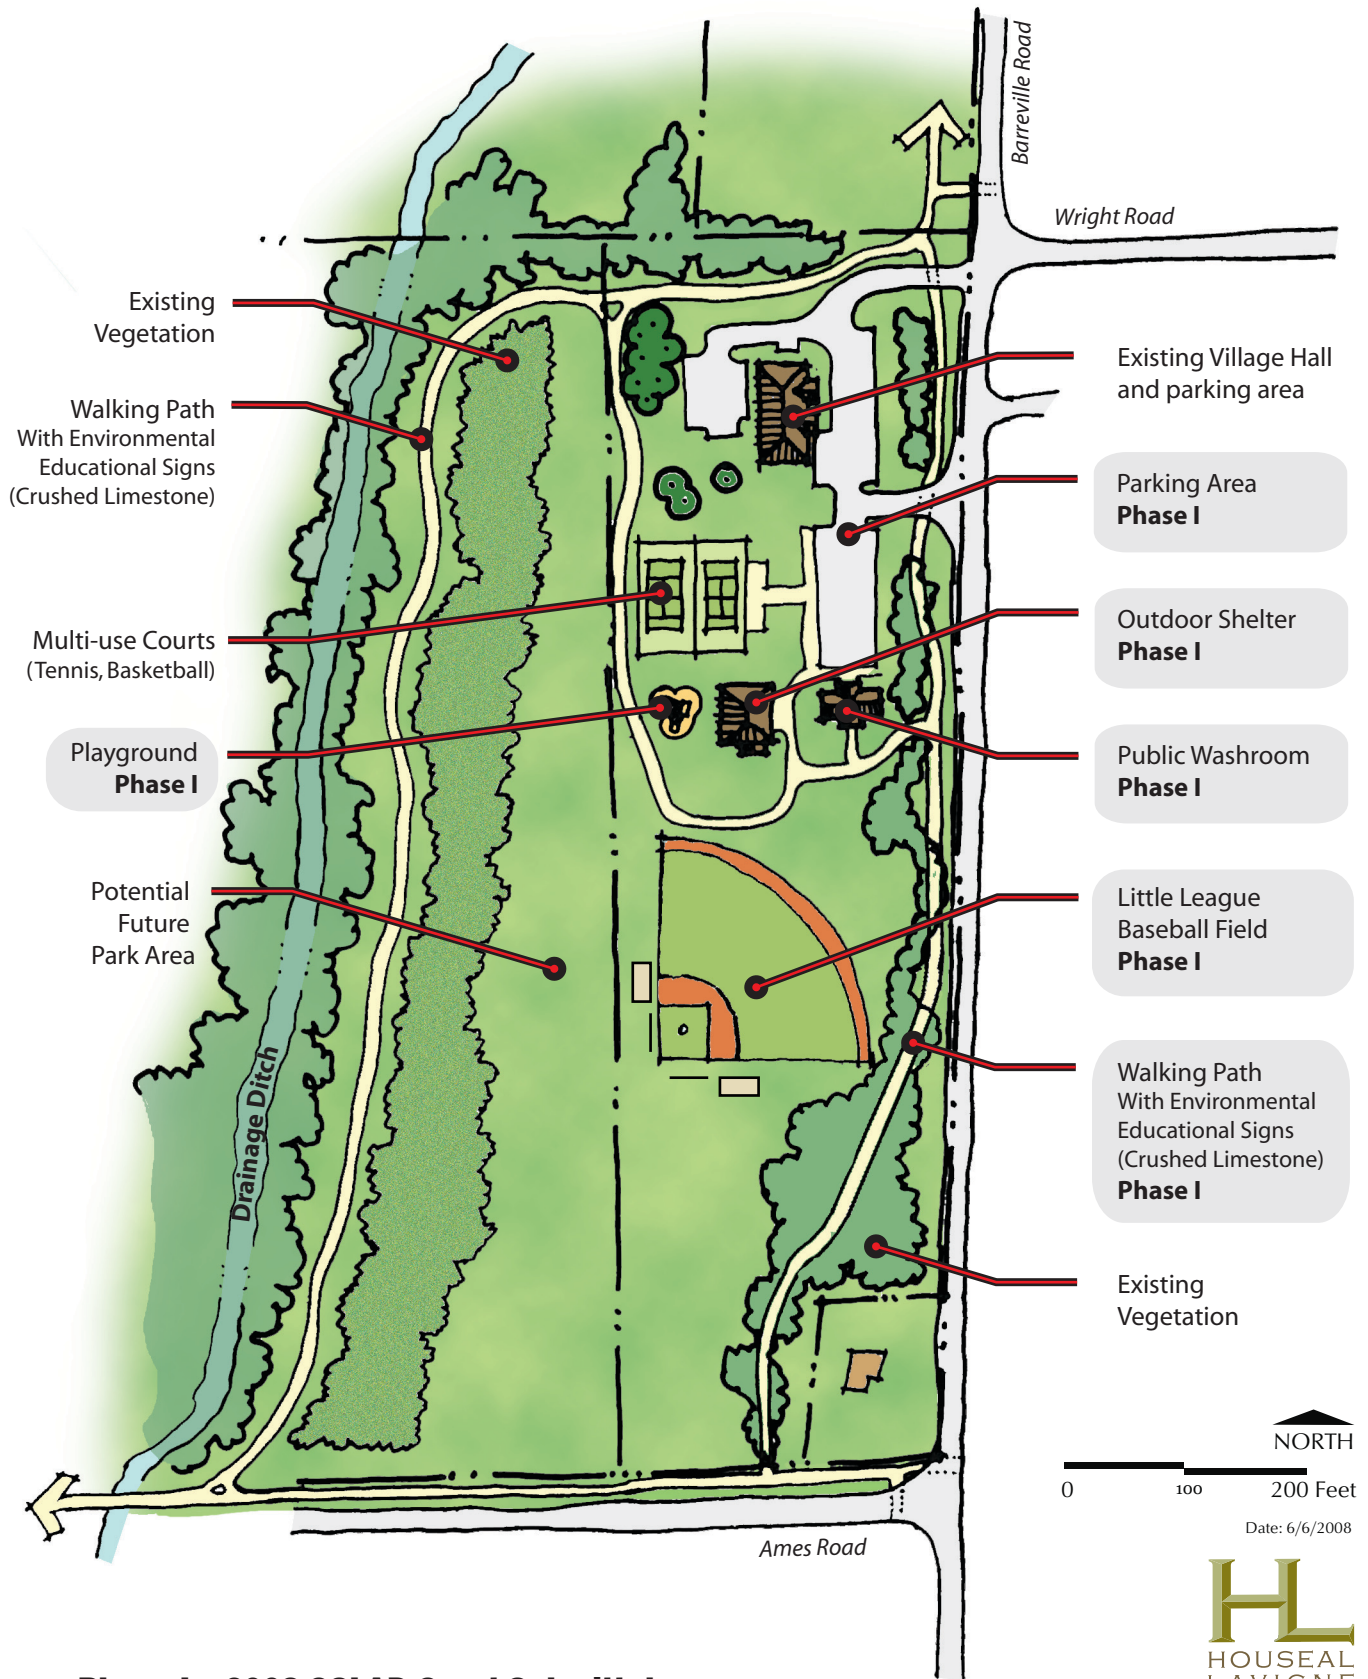 Barreville Road
Wright Road
Existing
Vegetation
Walking Path
With Environmental
Educational Signs
(Crushed Limestone)
Multi-use Courts
(Tennis, Basketball)
Playground
Phase I
Potential
Future
Park Area
Drainage Ditch
Existing Village Hall
and parking area
Parking Area
Phase I
Outdoor Shelter
Phase I
Public Washroom
Phase I
Little League
Baseball Field
Phase I
Walking Path
With Environmental
Educational Signs
(Crushed Limestone)
Phase I
Existing
Vegetation
NORTH
0 100 200 Feet
Date: 6/6/2008
Ames Road
HL
HOUSEAL
LAVIGNE